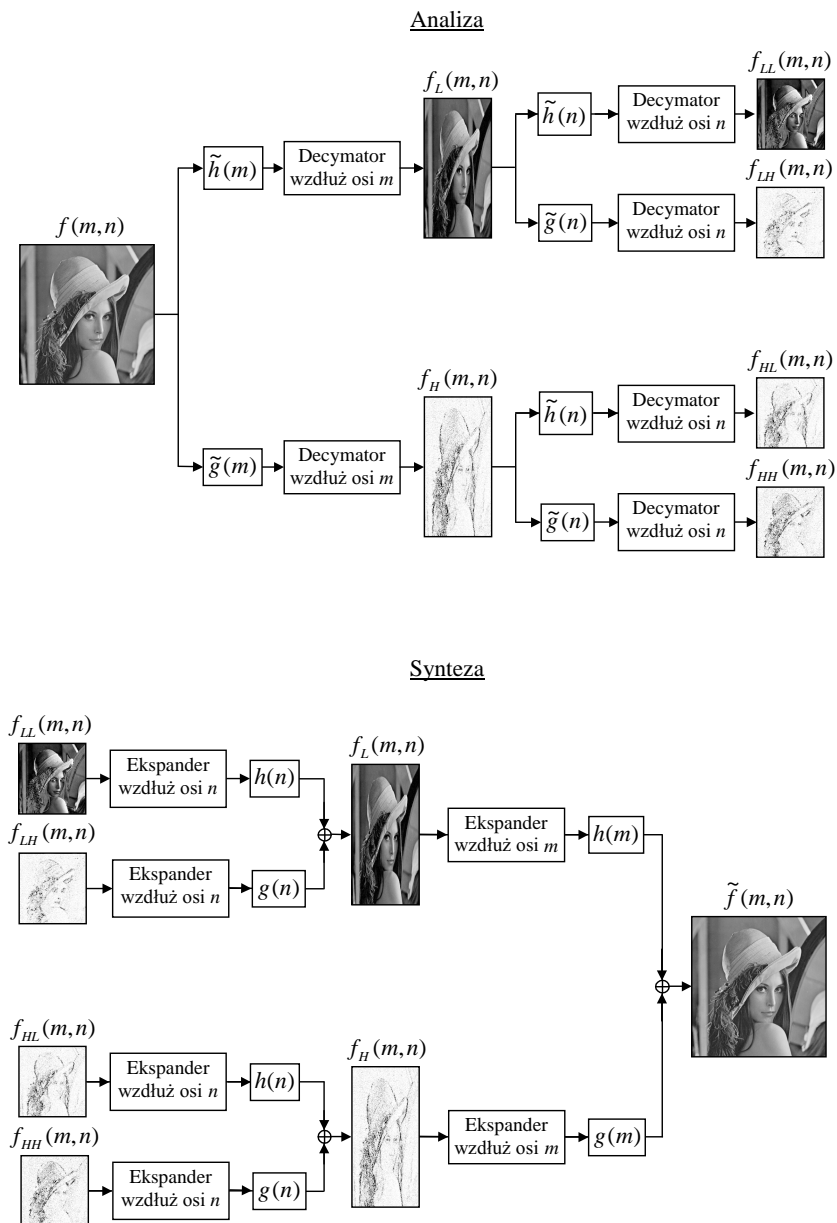 Analiza
f(m,n)
h̃(m)
Decymator
wzdłuż osi m
f_L(m,n)
h̃(n)
Decymator
wzdłuż osi n
f_LL(m,n)
g̃(n)
Decymator
wzdłuż osi n
f_LH(m,n)
g̃(m)
Decymator
wzdłuż osi m
f_H(m,n)
h̃(n)
Decymator
wzdłuż osi n
f_HL(m,n)
g̃(n)
Decymator
wzdłuż osi n
f_HH(m,n)
Synteza
f_LL(m,n)
Ekspander
wzdłuż osi n
h(n)
f_LH(m,n)
Ekspander
wzdłuż osi n
g(n)
f_L(m,n)
Ekspander
wzdłuż osi m
h(m)
f_HL(m,n)
Ekspander
wzdłuż osi n
h(n)
f_HH(m,n)
Ekspander
wzdłuż osi n
g(n)
f_H(m,n)
Ekspander
wzdłuż osi m
g(m)
f̃(m,n)